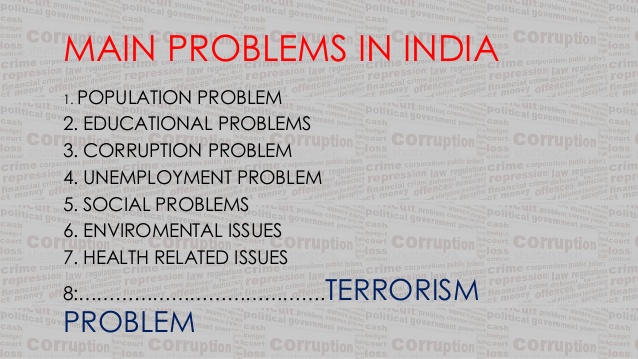 MAIN PROBLEMS IN INDIA
1. POPULATION PROBLEM
2. EDUCATIONAL PROBLEMS
3. CORRUPTION PROBLEM
4. UNEMPLOYMENT PROBLEM
5. SOCIAL PROBLEMS
6. ENVIROMENTAL ISSUES
7. HEALTH RELATED ISSUES
8:..........................................TERRORISM
PROBLEM